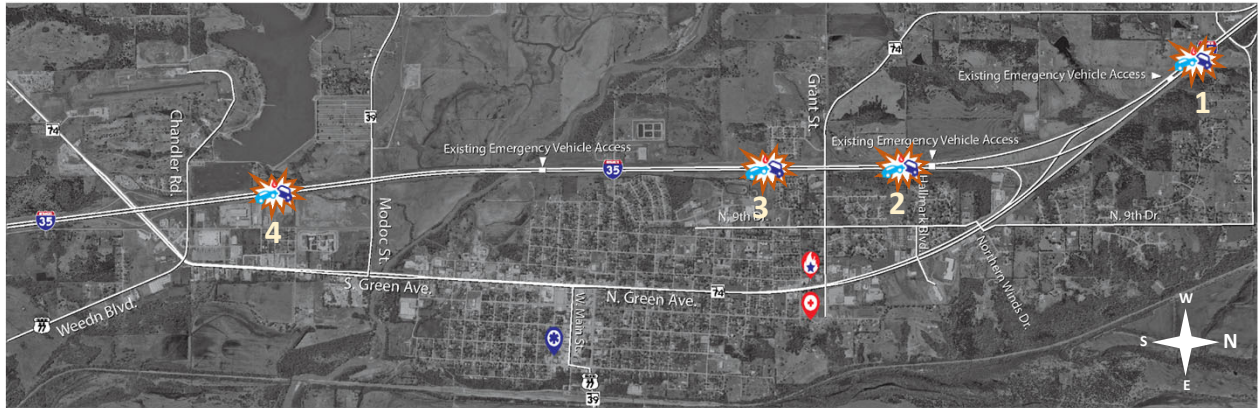 74
Existing Emergency Vehicle Access
1
Grant St.
39
Chandler Rd.
74
Existing Emergency Vehicle Access
Existing Emergency Vehicle Access
35
2
3
4
35
Hallmark Blvd.
N. 9th Dr.
N. 9th Dr.
Modoc St.
Northern Winds Dr.
S. Green Ave.
N. Green Ave.
74
W. Main St.
Weedn Blvd.
77
77
39
W
S
N
E